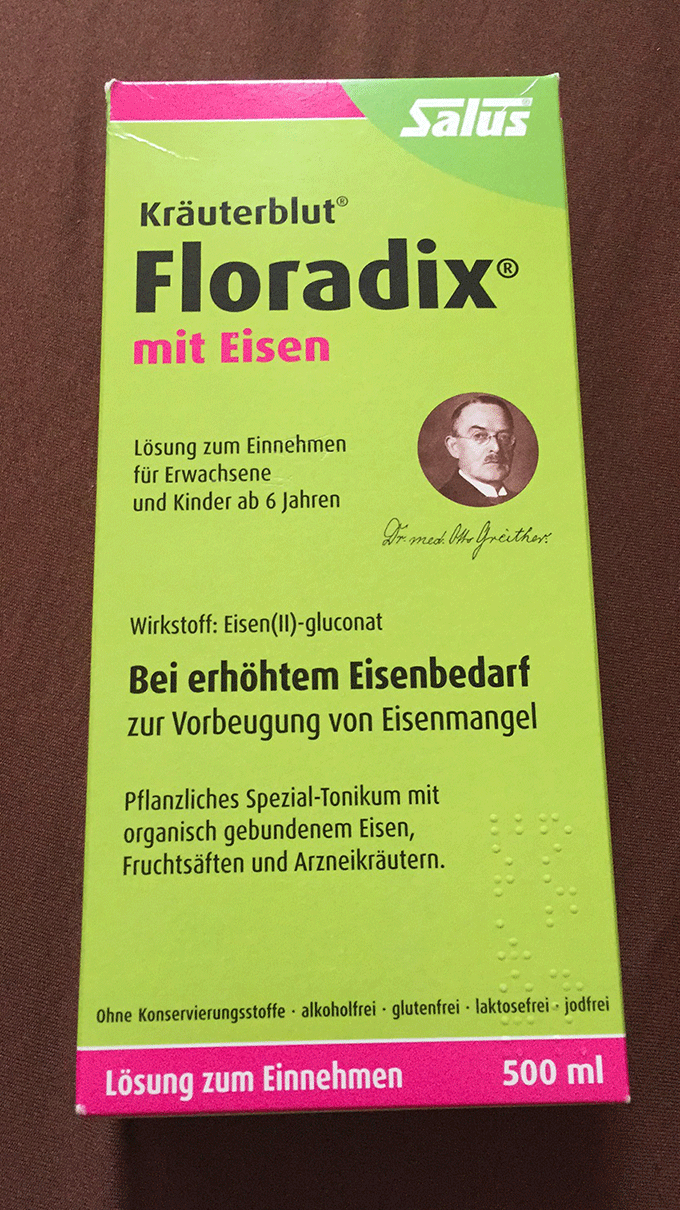 Salus®
Kräuterblut®
Floradix®
mit Eisen
Lösung zum Einnehmen
für Erwachsene
und Kinder ab 6 Jahren
Dr. med. Otto Greither.
Wirkstoff: Eisen(II)-gluconat
Bei erhöhtem Eisenbedarf
zur Vorbeugung von Eisenmangel
Pflanzliches Spezial-Tonikum mit
organisch gebundenem Eisen,
Fruchtsäften und Arzneikräutern.
Ohne Konservierungsstoffe · alkoholfrei · glutenfrei · laktosefrei · jodfrei
Lösung zum Einnehmen 500 ml